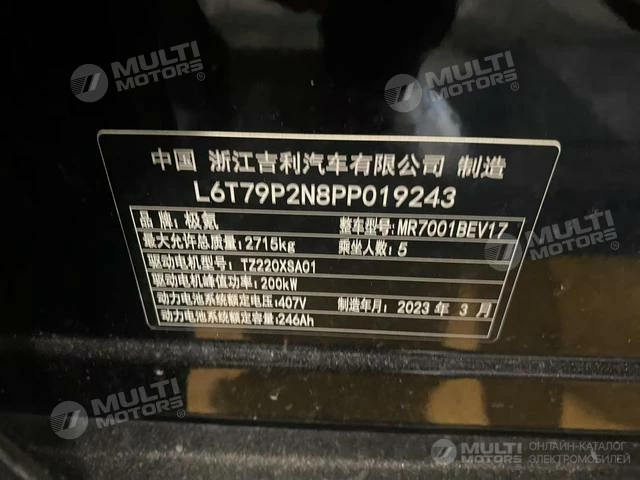 MULTI MOTORS®
MULTI MOTORS®
中国 浙江吉利汽车有限公司 制造
L6T79P2N8PP019243
品牌:极氪 整车型号:MR7001BEV17
最大允许总质量:2715kg 乘坐人数:5
驱动电机型号:TZ220XSA01
驱动电机峰值功率:200kW
动力电池系统额定电压:407V 制造年月:2023年 3月
动力电池系统额定容量:246Ah
MULTI MOTORS®
MULTI MOTORS®
ОНЛАЙН-КАТАЛОГ
ЭЛЕКТРОМОБИЛЕЙ